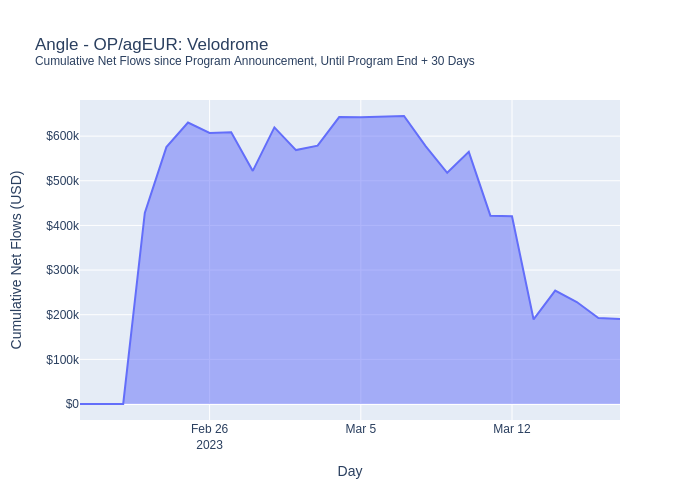 Angle - OP/agEUR: Velodrome
Cumulative Net Flows since Program Announcement, Until Program End + 30 Days
Cumulative Net Flows (USD)
$600k
$500k
$400k
$300k
$200k
$100k
$0
Feb 26
2023
Mar 5
Mar 12
Day